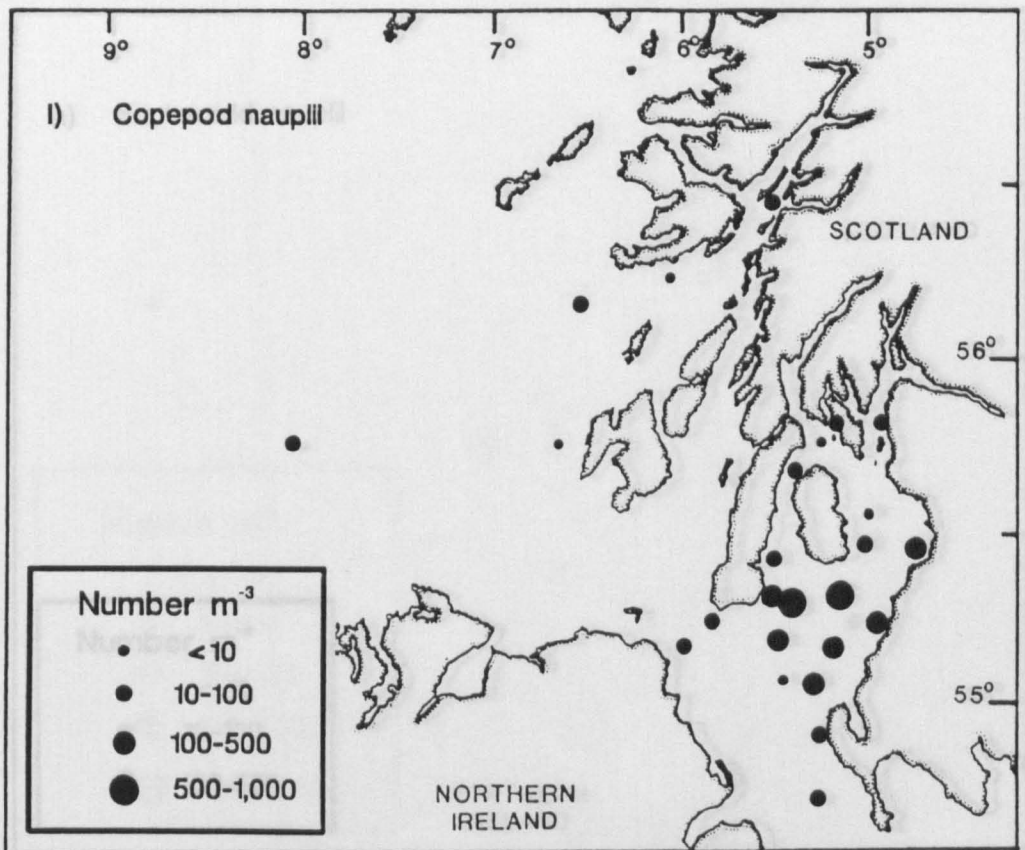 9° 8° 7° 6° 5°
I) Copepod nauplii
SCOTLAND
56°
Number m⁻³
<10
10-100
100-500
500-1,000
55°
NORTHERN
IRELAND